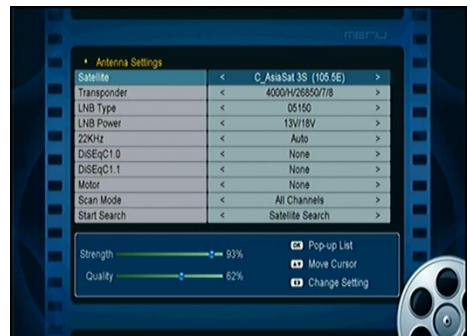 menu
Antenna Settings
Satellite < C_AsiaSat 3S (105.5E) >
Transponder < 4000/H/26850/7/8 >
LNB Type < 05150 >
LNB Power < 13V/18V >
22KHz < Auto >
DiSEqC1.0 < None >
DiSEqC1.1 < None >
Motor < None >
Scan Mode < All Channels >
Start Search < Satellite Search >
Strength 93%
Quality 62%
OK Pop-up List
Move Cursor
Change Setting